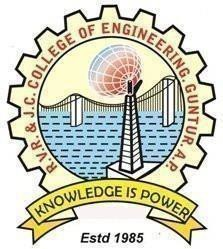 R.V.R. & J.C. COLLEGE OF ENGINEERING. GUNTUR. A.P.
KNOWLEDGE IS POWER
Estd 1985